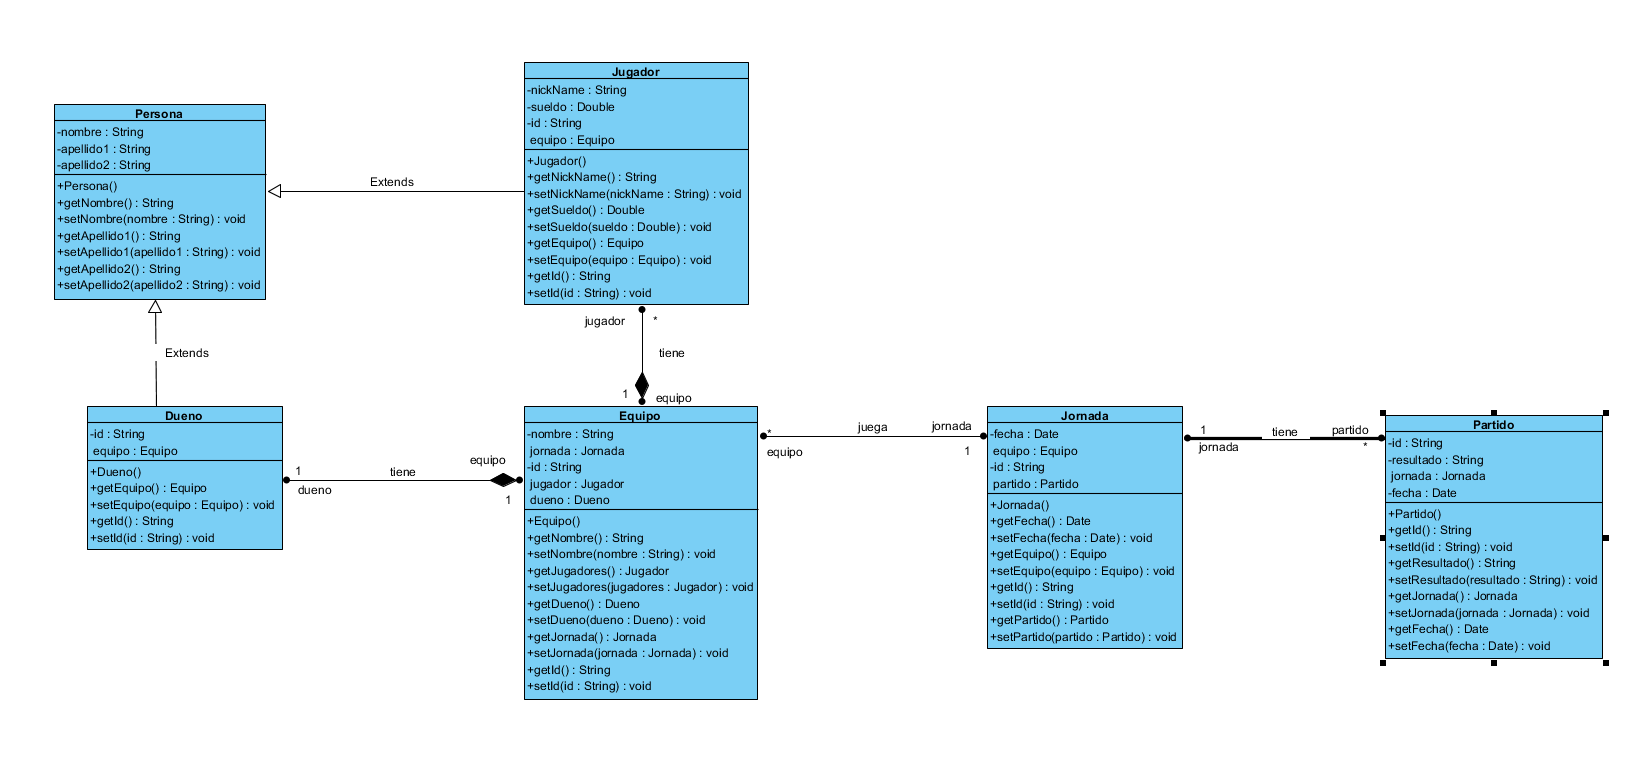 Persona
-nombre : String
-apellido1 : String
-apellido2 : String
+Persona()
+getNombre() : String
+setNombre(nombre : String) : void
+getApellido1() : String
+setApellido1(apellido1 : String) : void
+getApellido2() : String
+setApellido2(apellido2 : String) : void
Extends
Jugador
-nickName : String
-sueldo : Double
-id : String
equipo : Equipo
+Jugador()
+getNickName() : String
+setNickName(nickName : String) : void
+getSueldo() : Double
+setSueldo(sueldo : Double) : void
+getEquipo() : Equipo
+setEquipo(equipo : Equipo) : void
+getId() : String
+setId(id : String) : void
jugador
*
tiene
1
equipo
Extends
Dueno
-id : String
equipo : Equipo
+Dueno()
+getEquipo() : Equipo
+setEquipo(equipo : Equipo) : void
+getId() : String
+setId(id : String) : void
1
dueno
tiene
equipo
1
Equipo
-nombre : String
jornada : Jornada
-id : String
jugador : Jugador
dueno : Dueno
+Equipo()
+getNombre() : String
+setNombre(nombre : String) : void
+getJugadores() : Jugador
+setJugadores(jugadores : Jugador) : void
+getDueno() : Dueno
+setDueno(dueno : Dueno) : void
+getJornada() : Jornada
+setJornada(jornada : Jornada) : void
+getId() : String
+setId(id : String) : void
*
equipo
juega
jornada
1
Jornada
-fecha : Date
equipo : Equipo
-id : String
partido : Partido
+Jornada()
+getFecha() : Date
+setFecha(fecha : Date) : void
+getEquipo() : Equipo
+setEquipo(equipo : Equipo) : void
+getId() : String
+setId(id : String) : void
+getPartido() : Partido
+setPartido(partido : Partido) : void
1
jornada
tiene
partido
*
Partido
-id : String
-resultado : String
jornada : Jornada
-fecha : Date
+Partido()
+getId() : String
+setId(id : String) : void
+getResultado() : String
+setResultado(resultado : String) : void
+getJornada() : Jornada
+setJornada(jornada : Jornada) : void
+getFecha() : Date
+setFecha(fecha : Date) : void